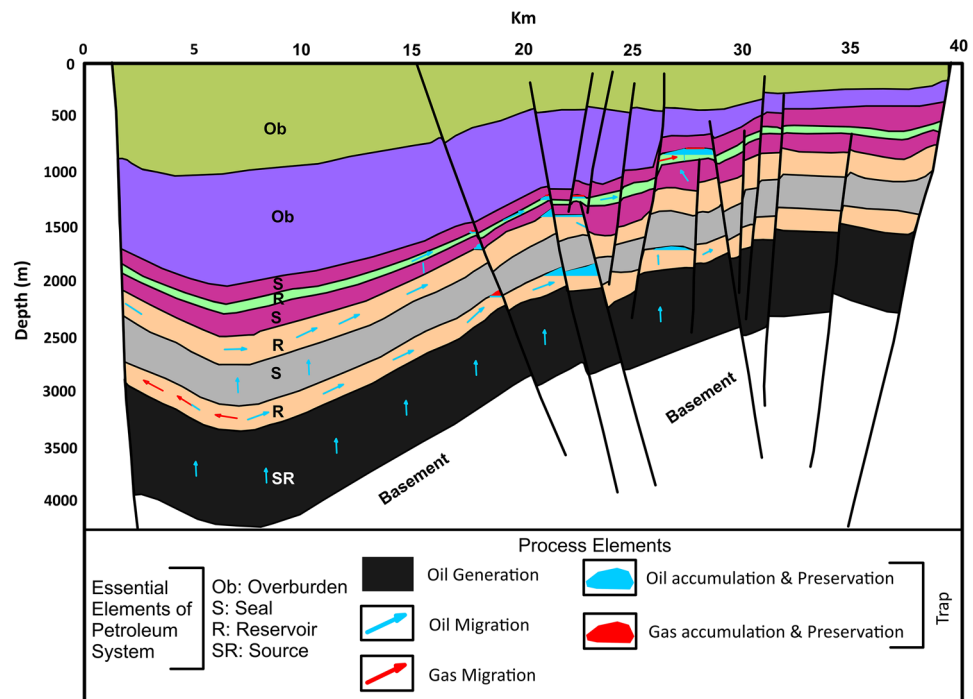 Km
0 5 10 15 20 25 30 35 40
0
500
1000
1500
2000
2500
3000
3500
4000
Depth (m)
Ob
Ob
S
R
S
R
S
R
SR
Basement
Basement
Process Elements
Essential
Elements of
Petroleum
System
Ob: Overburden
S: Seal
R: Reservoir
SR: Source
Oil Generation
Oil Migration
Gas Migration
Oil accumulation & Preservation
Gas accumulation & Preservation
Trap